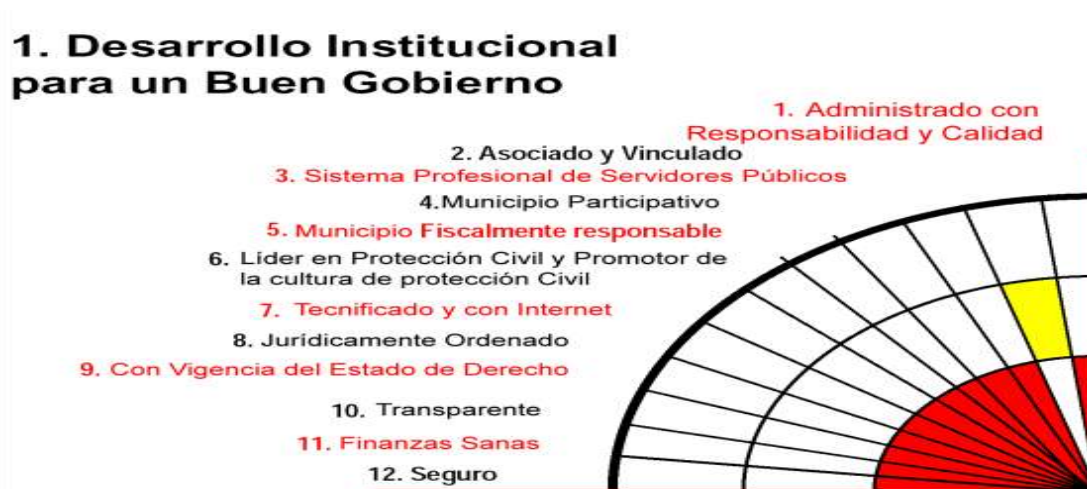 1. Desarrollo Institucional
para un Buen Gobierno
1. Administrado con
Responsabilidad y Calidad
2. Asociado y Vinculado
3. Sistema Profesional de Servidores Públicos
4.Municipio Participativo
5. Municipio Fiscalmente responsable
6. Líder en Protección Civil y Promotor de
la cultura de protección Civil
7. Tecnificado y con Internet
8. Jurídicamente Ordenado
9. Con Vigencia del Estado de Derecho
10. Transparente
11. Finanzas Sanas
12. Seguro